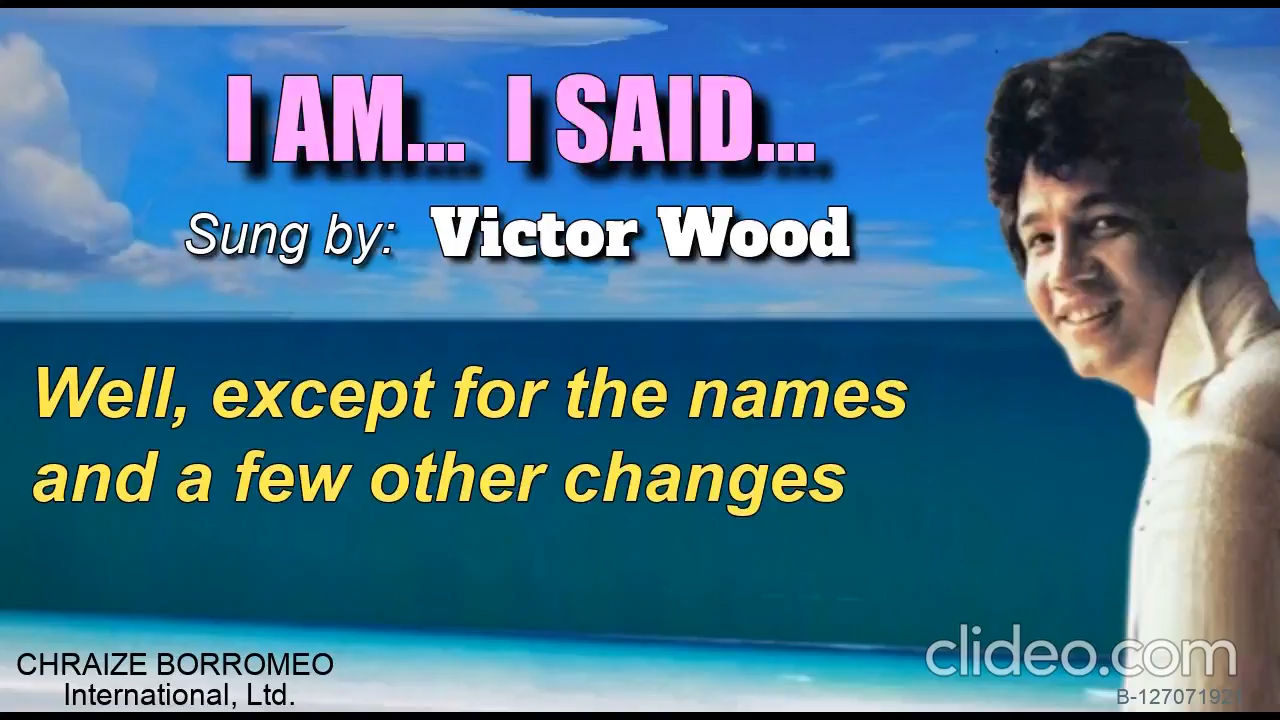 I AM... I SAID...
Sung by: Victor Wood
Well, except for the names
and a few other changes
clideo.com
CHRAIZE BORROMEO
International, Ltd.